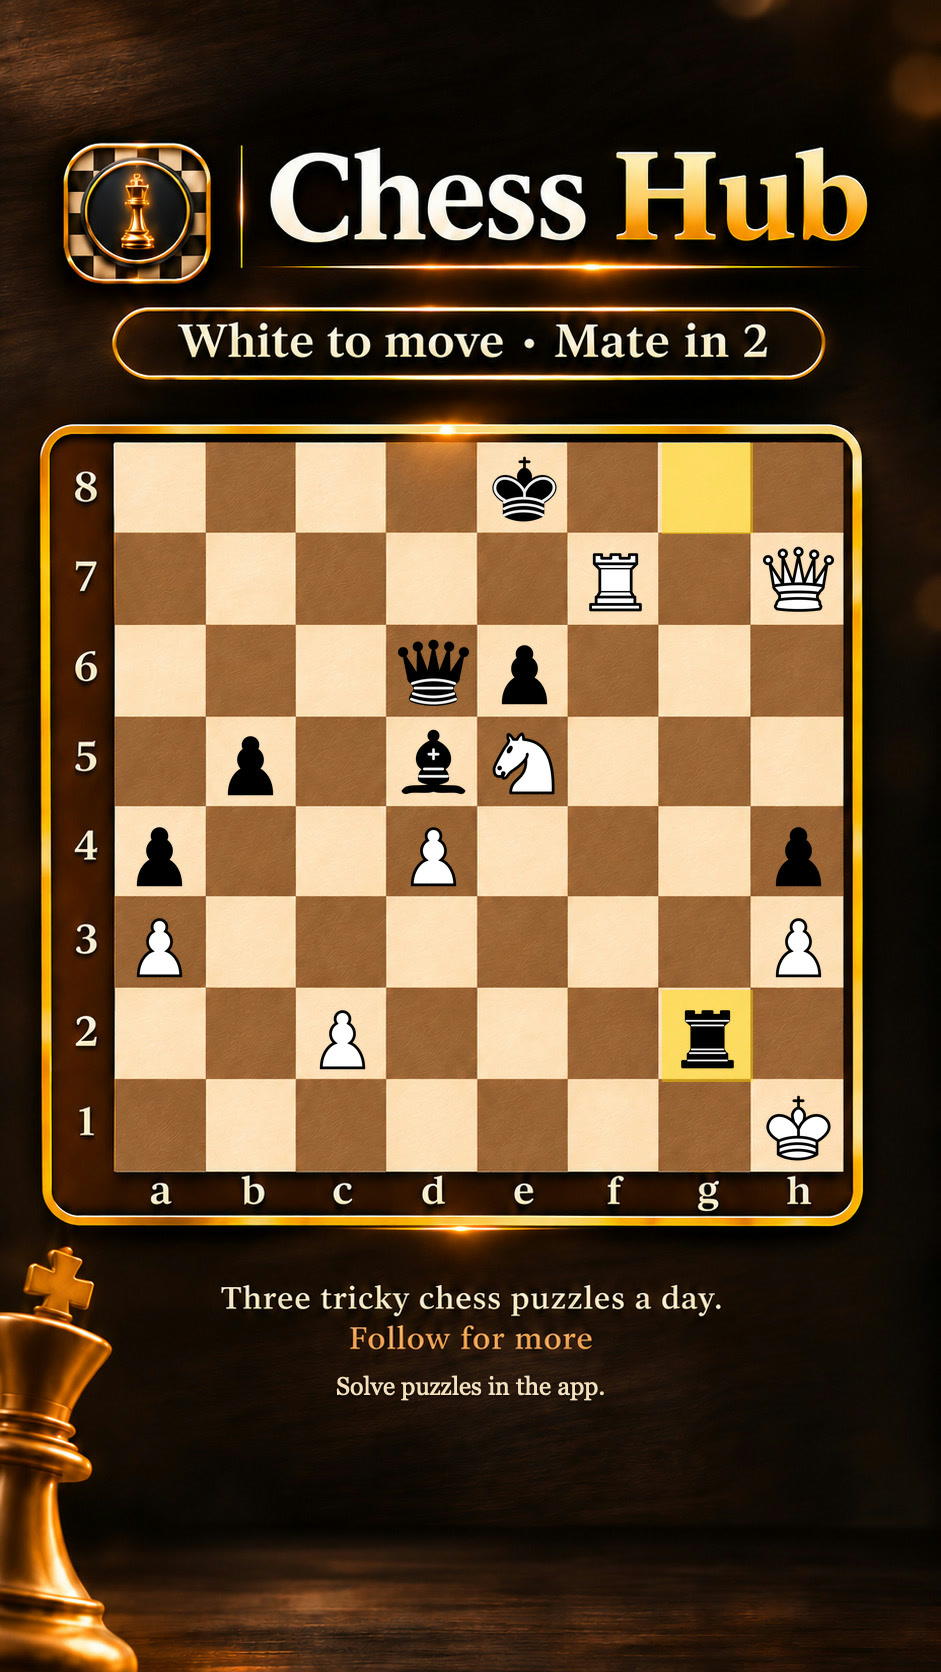 Chess Hub
White to move • Mate in 2
8
7
6
5
4
3
2
1
a b c d e f g h
Three tricky chess puzzles a day.
Follow for more
Solve puzzles in the app.